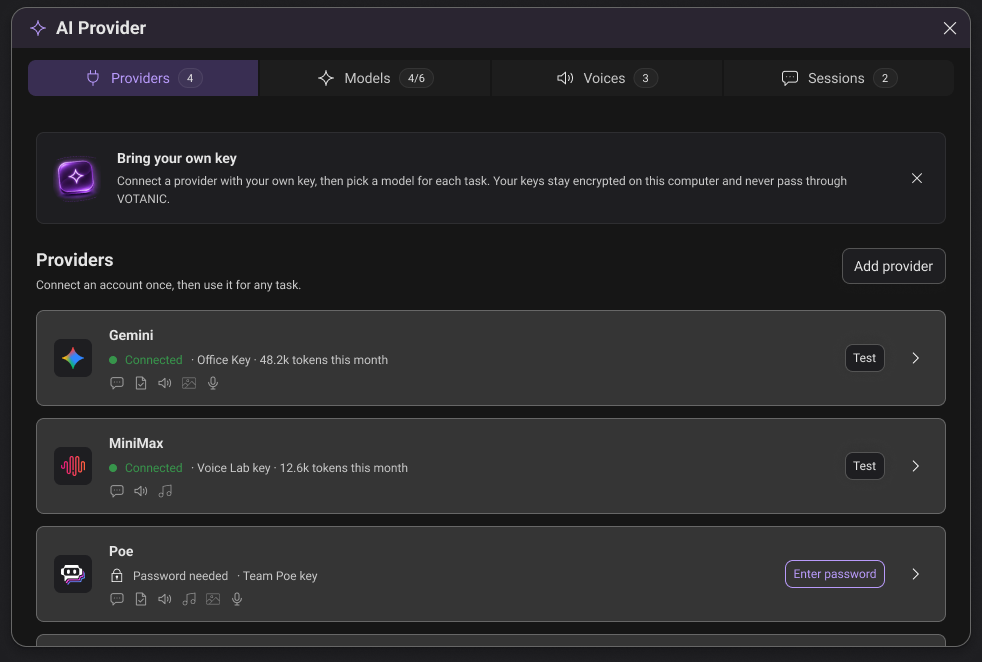 AI Provider
Providers 4
Models 4/6
Voices 3
Sessions 2
Bring your own key
Connect a provider with your own key, then pick a model for each task. Your keys stay encrypted on this computer and never pass through
VOTANIC.
Providers
Connect an account once, then use it for any task.
Add provider
Gemini
Connected · Office Key · 48.2k tokens this month
Test
MiniMax
Connected · Voice Lab key · 12.6k tokens this month
Test
Poe
Password needed · Team Poe key
Enter password